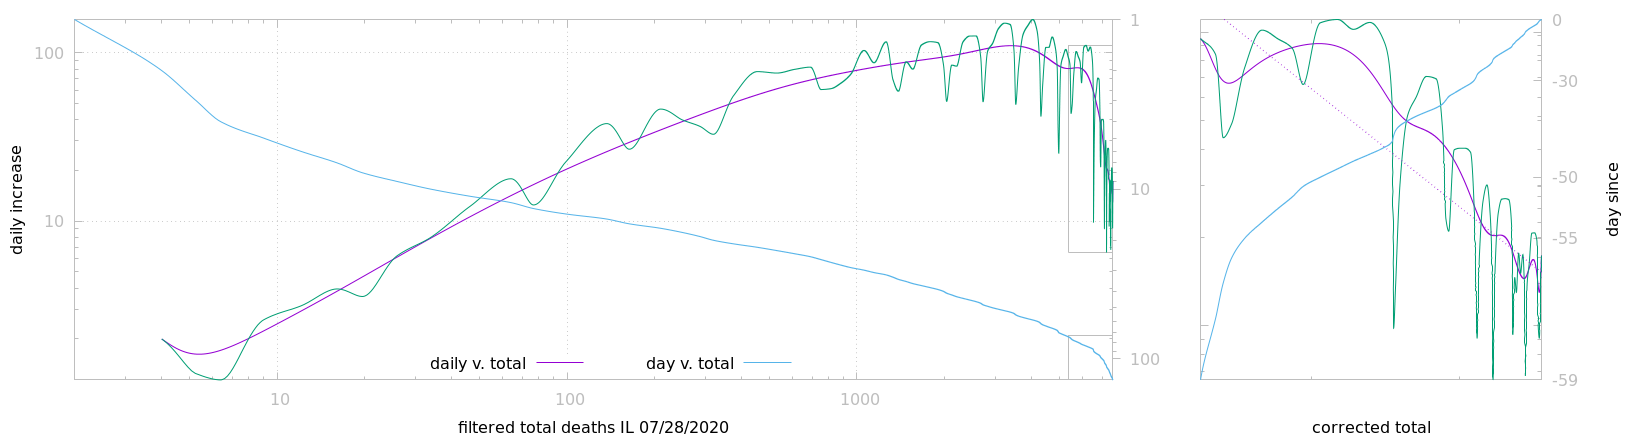 100
10
daily increase
daily v. total
day v. total
10
100
1000
filtered total deaths IL 07/28/2020
1
10
100
0
-30
-50
-55
-59
day since
corrected total